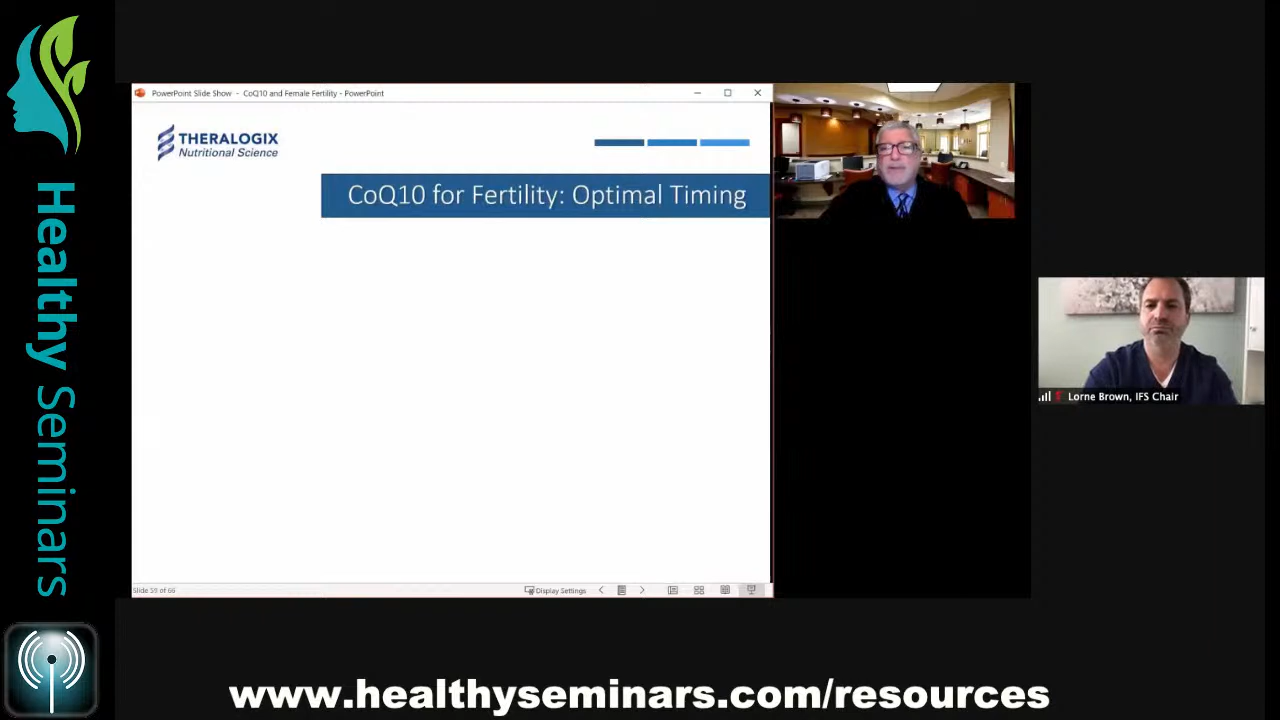 Healthy Seminars
PowerPoint Slide Show - CoQ10 and Female Fertility - PowerPoint
THERALOGIX
Nutritional Science
CoQ10 for Fertility: Optimal Timing
Lorne Brown, IFS Chair
Display Settings
www.healthyseminars.com/resources